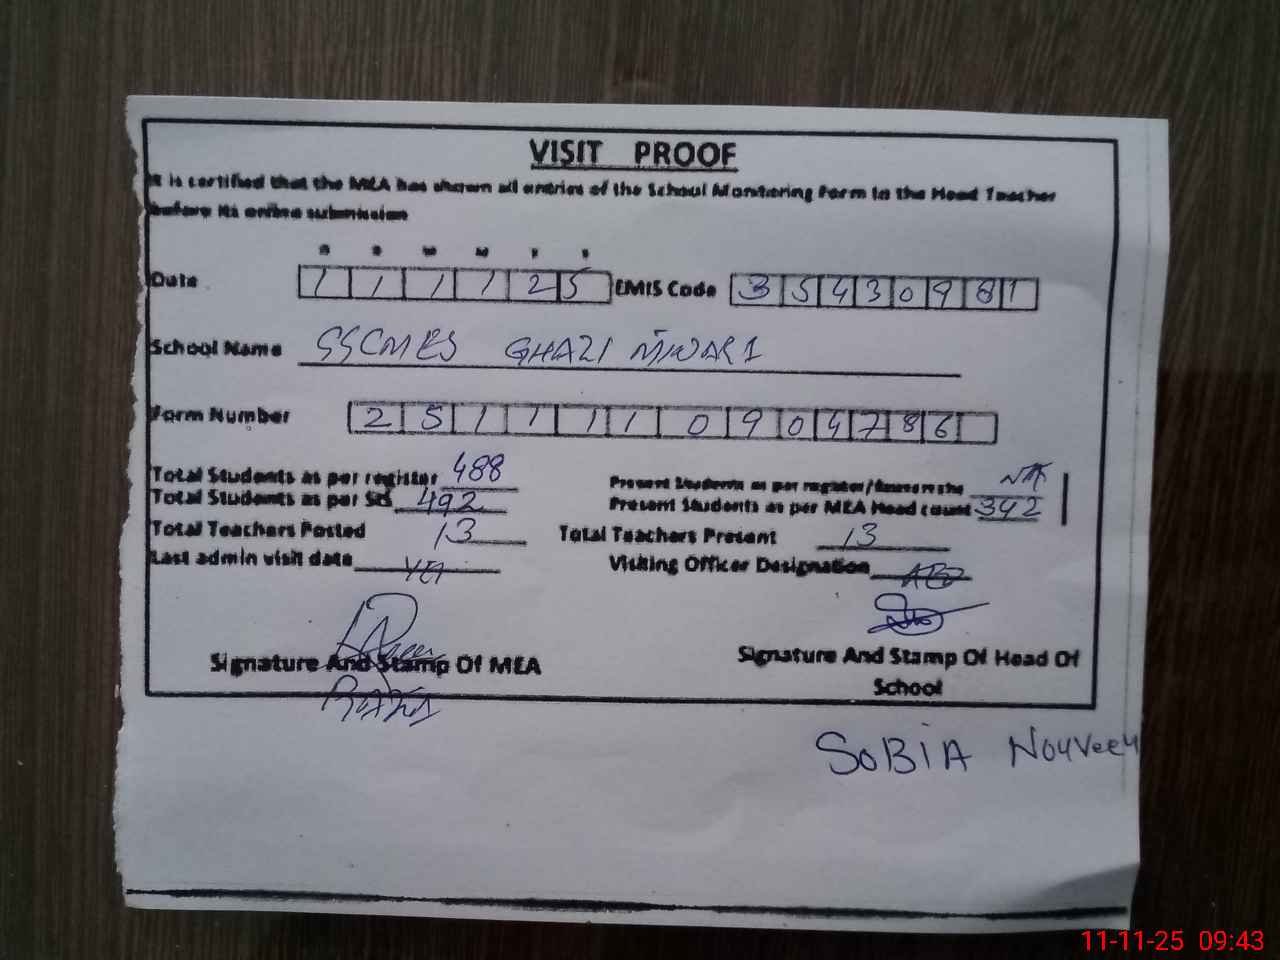 VISIT PROOF
It is certified that the MEA has shown all entries of the School Monitoring Form to the Head Teacher
before its online submission
D D M M Y Y
Date 1 1 1 1 2 5 EMIS Code 3 5 4 3 0 9 8 1
School Name SSCMES GHAZI MINARI
Form Number 2 5 1 1 1 1 0 9 0 4 7 8 6
Total Students as per register 488 Present Students as per register/
Total Students as per SIS 492 Present Students as per MEA Head count 342
Total Teachers Posted 13 Total Teachers Present 13
Last admin visit date Visiting Officer Designation
Signature And Stamp Of MEA Signature And Stamp Of Head Of
School
SOBIA
11-11-25 09:43